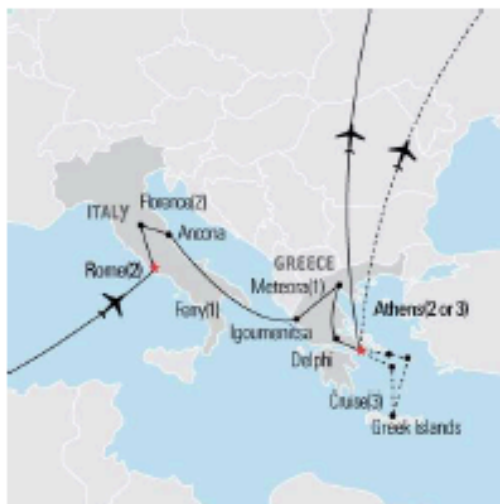 Florence(2)
ITALY
Ancona
Rome(2)
GREECE
Meteora(1)
Ferry(1)
Igoumenitsa
Athens(2 or 3)
Delphi
Cruise(3)
Greek Islands